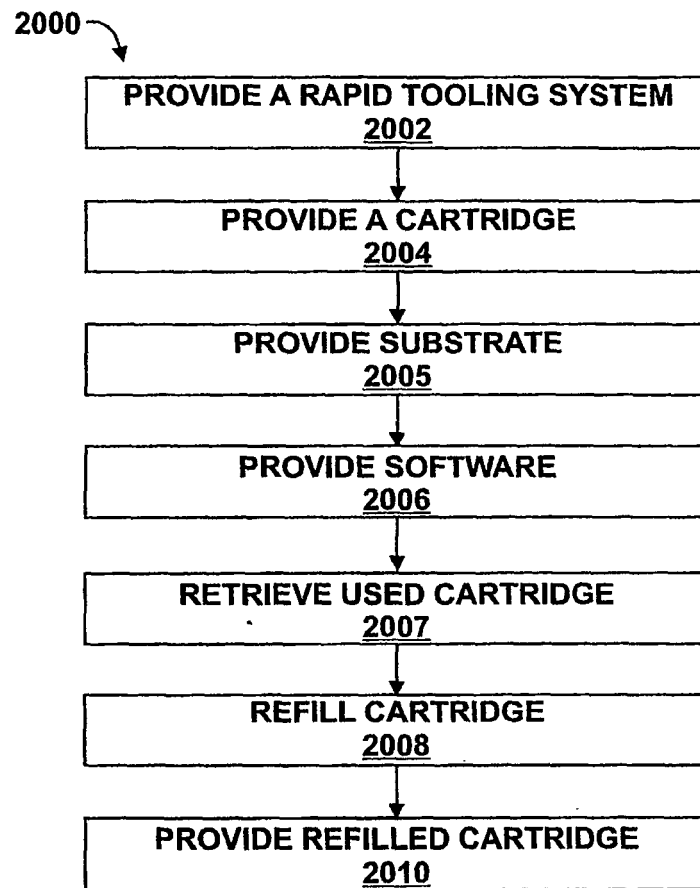 2000
PROVIDE A RAPID TOOLING SYSTEM
2002
PROVIDE A CARTRIDGE
2004
PROVIDE SUBSTRATE
2005
PROVIDE SOFTWARE
2006
RETRIEVE USED CARTRIDGE
2007
REFILL CARTRIDGE
2008
PROVIDE REFILLED CARTRIDGE
2010